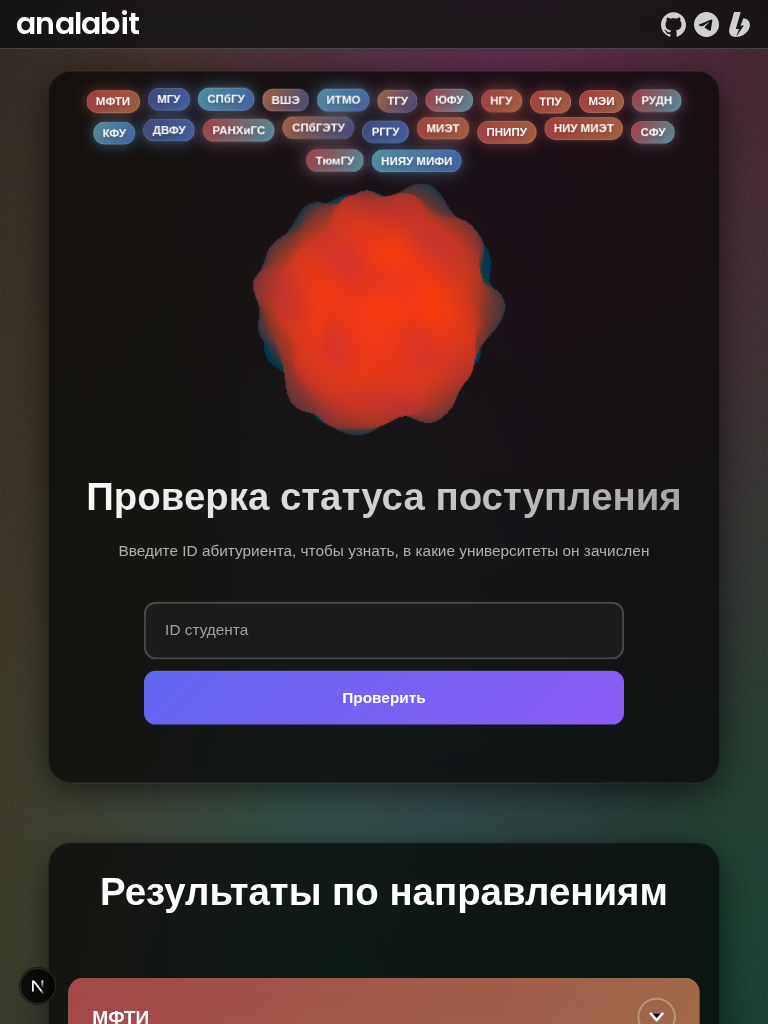 analabit
МФТИ МГУ СПбГУ ВШЭ ИТМО ТГУ ЮФУ НГУ ТПУ МЭИ РУДН
КФУ ДВФУ РАНХиГС СПбГЭТУ РГГУ МИЭТ ПНИПУ НИУ МИЭТ СФУ
ТюмГУ НИЯУ МИФИ
Проверка статуса поступления
Введите ID абитуриента, чтобы узнать, в какие университеты он зачислен
ID студента
Проверить
Результаты по направлениям
N
МФТИ